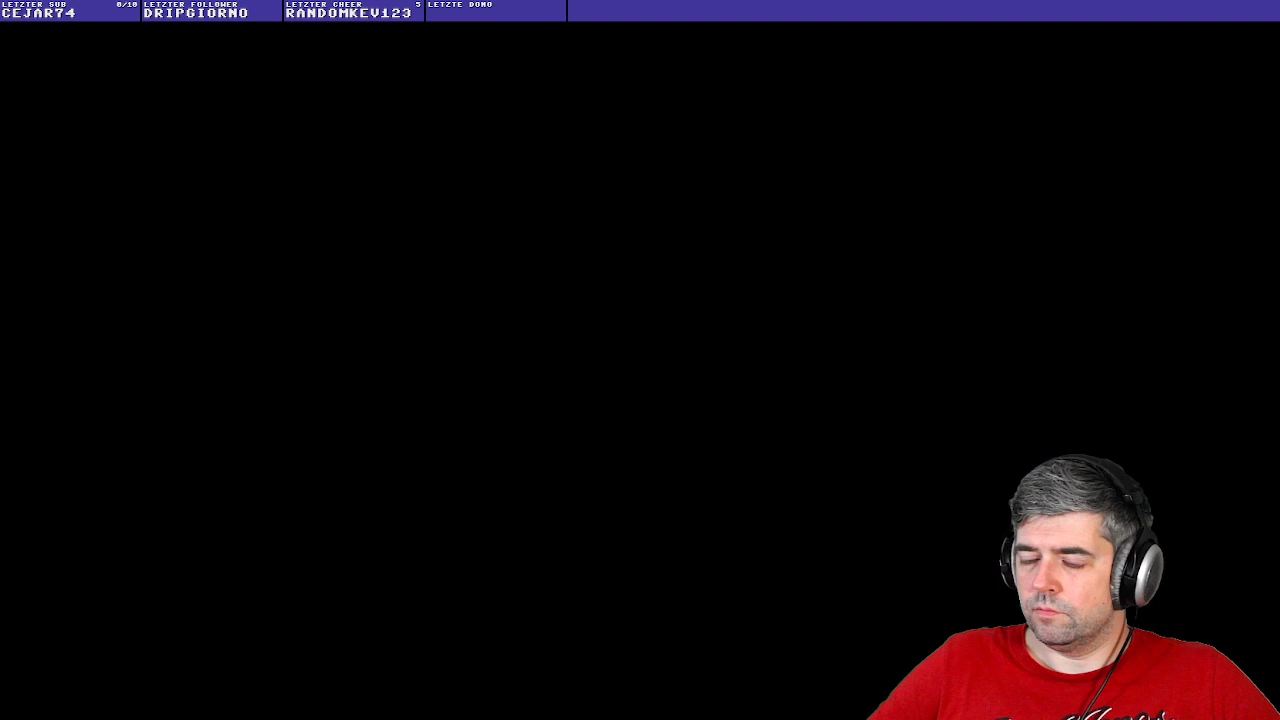 LETZTER SUB 0/10
CEJAR74
LETZTER FOLLOWER
DRIPGIORNO
LETZTER CHEER 5
RANDOMKEV123
LETZTE DONO